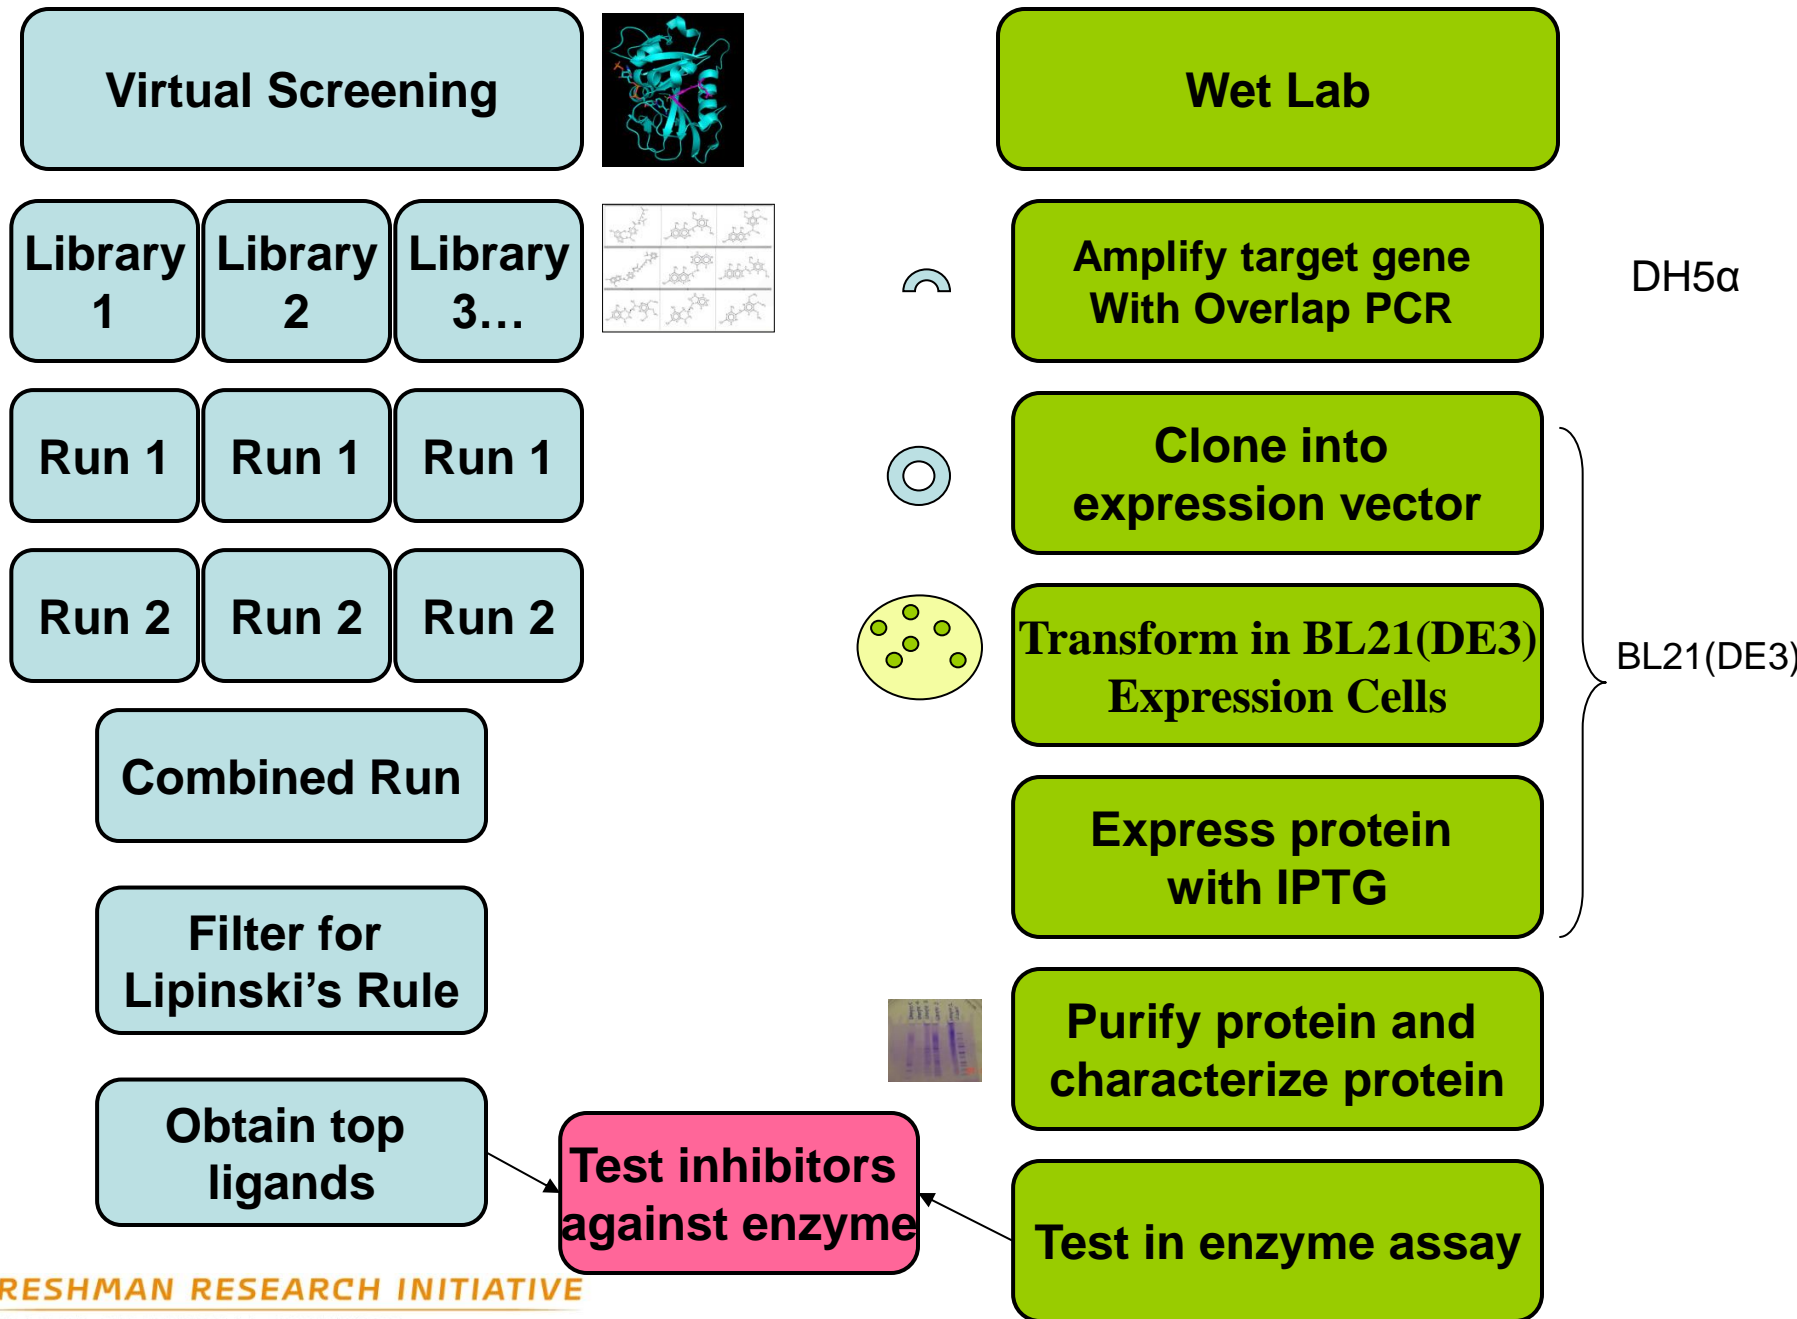 Virtual Screening
Wet Lab
Library
1
Library
2
Library
3…
Amplify target gene
With Overlap PCR
DH5α
Run 1
Run 1
Run 1
Clone into
expression vector
Run 2
Run 2
Run 2
Transform in BL21(DE3)
Expression Cells
BL21(DE3)
Combined Run
Express protein
with IPTG
Filter for
Lipinski’s Rule
Purify protein and
characterize protein
Obtain top
ligands
Test inhibitors
against enzyme
Test in enzyme assay
RESHMAN RESEARCH INITIATIVE